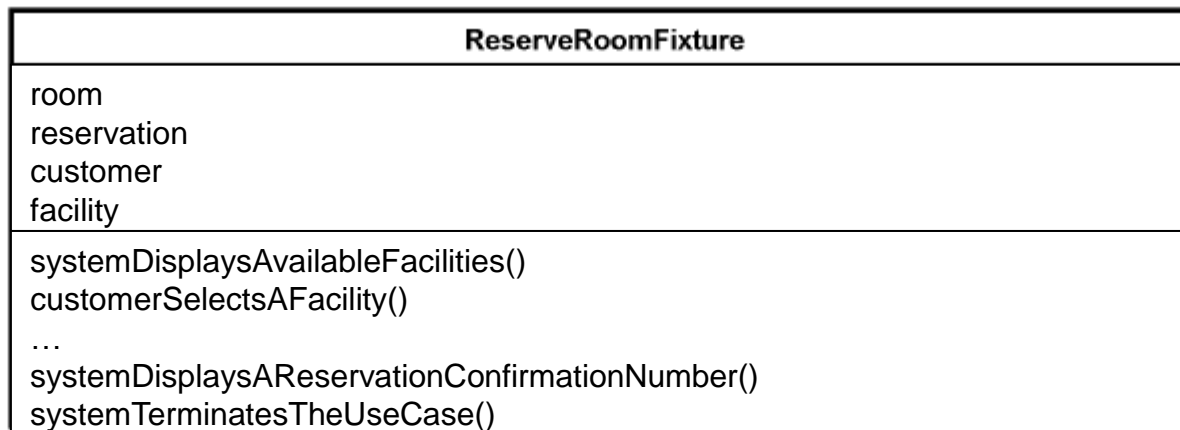 ReserveRoomFixture
room
reservation
customer
facility
systemDisplaysAvailableFacilities()
customerSelectsAFacility()
…
systemDisplaysAReservationConfirmationNumber()
systemTerminatesTheUseCase()